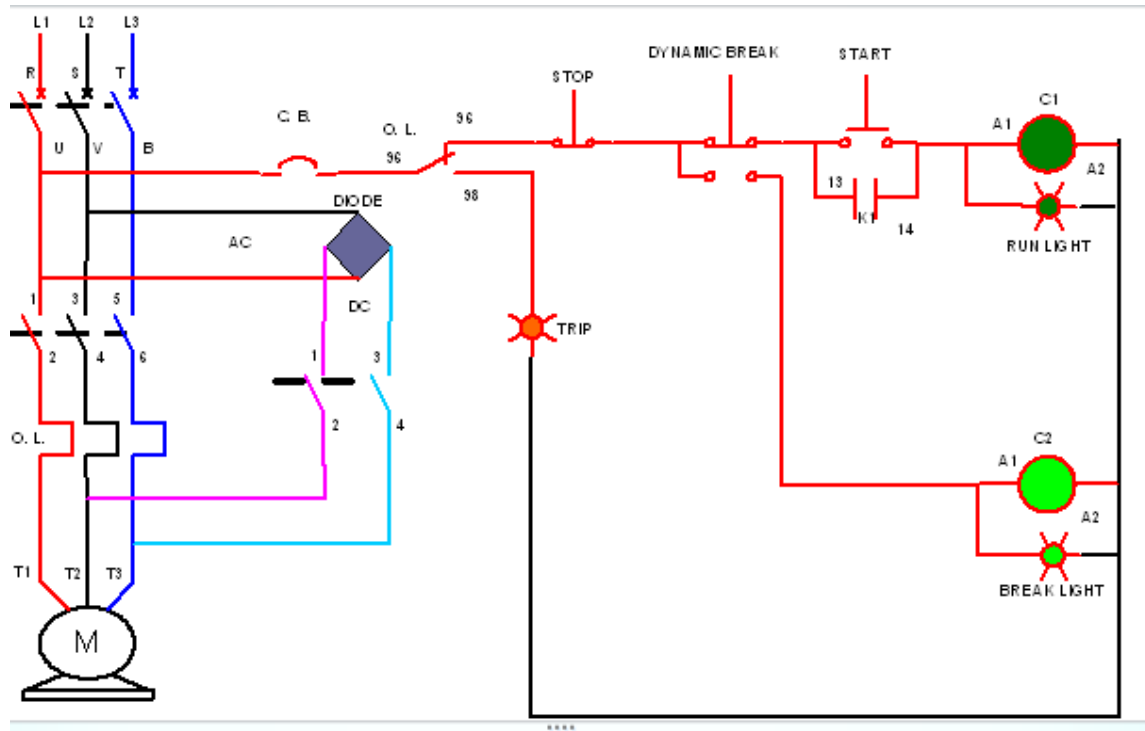 L1 L2 L3
R S T
DYNAMIC BREAK START
STOP
C1
C. B.
O. L.
96
A1
U V B
96
A2
98
13
K1
14
DIODE
AC
RUN LIGHT
DC
1 3 5
TRIP
2 4 6
1 3
2 4
O. L.
C2
A1
A2
T1 T2 T3
BREAK LIGHT
M